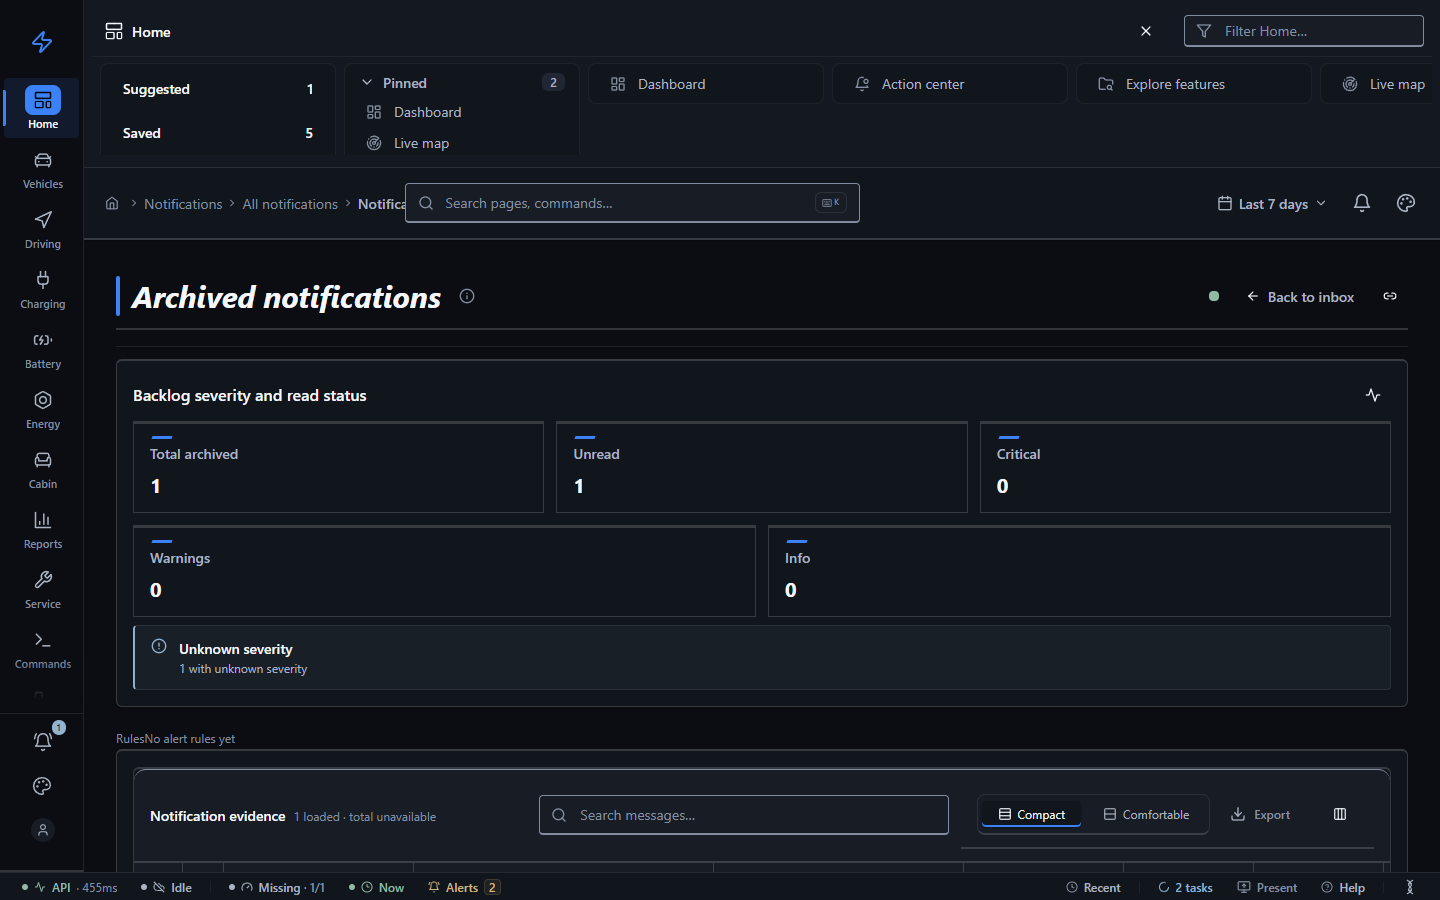 Home
Filter Home...
Home
Vehicles
Driving
Charging
Battery
Energy
Cabin
Reports
Service
Commands
1
Suggested 1
Saved 5
Pinned 2
Dashboard
Live map
Dashboard
Action center
Explore features
Live map
Notifications
All notifications
Notifica
Search pages, commands...
K
Last 7 days
Archived notifications
Back to inbox
Backlog severity and read status
Total archived
1
Unread
1
Critical
0
Warnings
0
Info
0
Unknown severity
1 with unknown severity
RulesNo alert rules yet
Notification evidence 1 loaded · total unavailable
Search messages...
Compact
Comfortable
Export
API · 455ms
Idle
Missing · 1/1
Now
Alerts 2
Recent
2 tasks
Present
Help